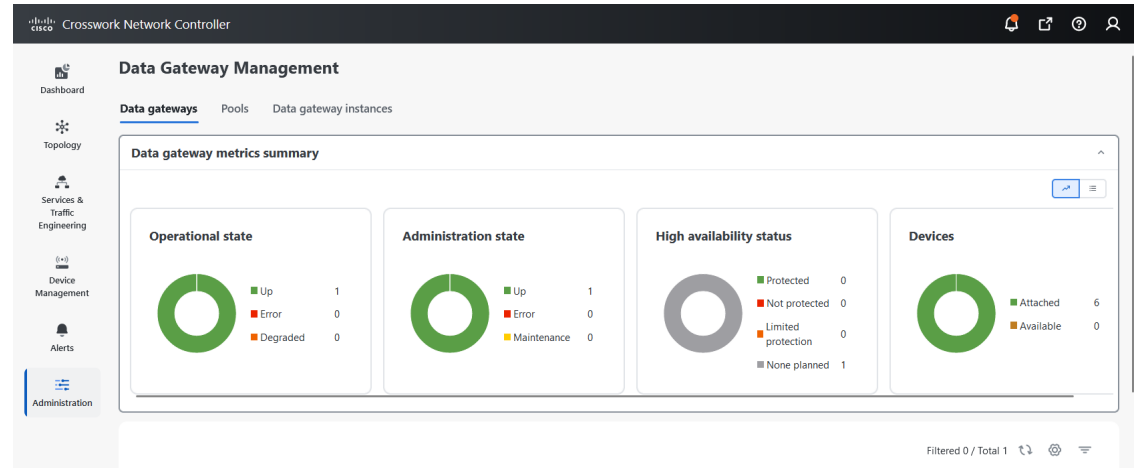 cisco Crosswork Network Controller
Dashboard
Topology
Services &
Traffic
Engineering
Device
Management
Alerts
Administration
Data Gateway Management
Data gateways Pools Data gateway instances
Data gateway metrics summary
Operational state
Up 1
Error 0
Degraded 0
Administration state
Up 1
Error 0
Maintenance 0
High availability status
Protected 0
Not protected 0
Limited
protection 0
None planned 1
Devices
Attached 6
Available 0
Filtered 0 / Total 1